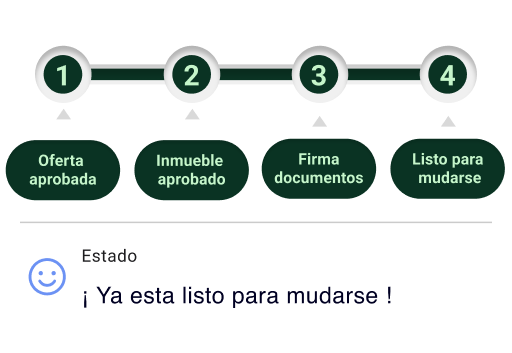 1 2 3 4
Oferta
aprobada
Inmueble
aprobado
Firma
documentos
Listo para
mudarse
Estado
¡ Ya esta listo para mudarse !